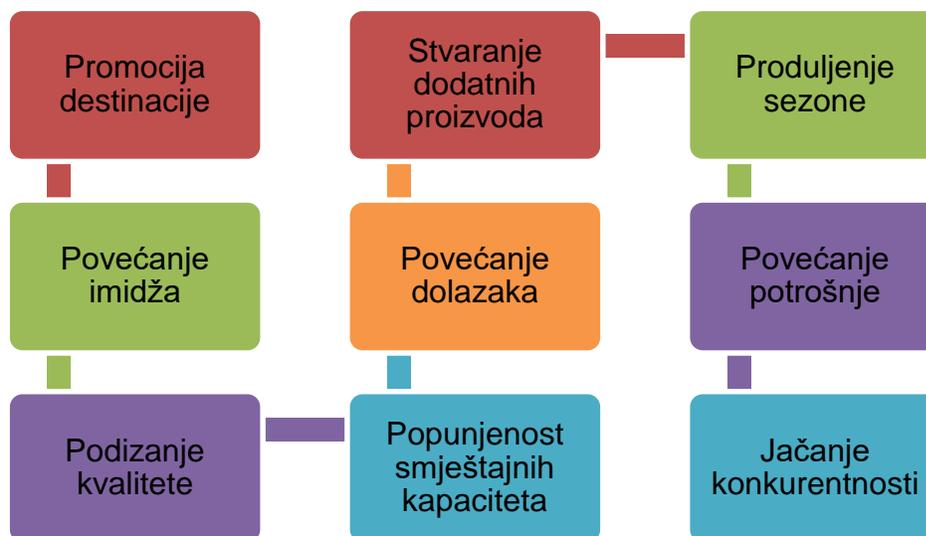 Promocija
destinacije
Povećanje
imidža
Podizanje
kvalitete
Popunjenost
smještajnih
kapaciteta
Povećanje
dolazaka
Stvaranje
dodatnih
proizvoda
Produljenje
sezone
Povećanje
potrošnje
Jačanje
konkurentnosti